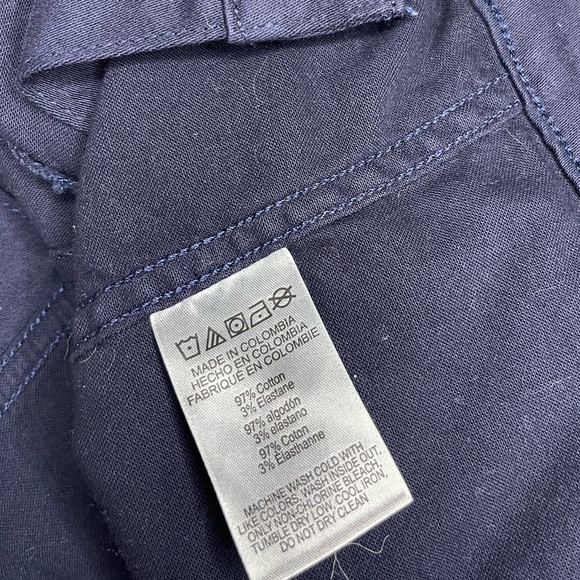 MADE IN COLOMBIA
HECHO EN COLOMBIA
FABRIQUE EN COLOMBIE
97% Cotton
3% Elastane
97% algodón
3% elastano
97% Coton
3% Élasthanne
MACHINE WASH COLD WITH
LIKE COLORS. WASH INSIDE OUT.
ONLY NON-CHLORINE BLEACH,
TUMBLE DRY LOW, COOL IRON,
DO NOT DRY CLEAN